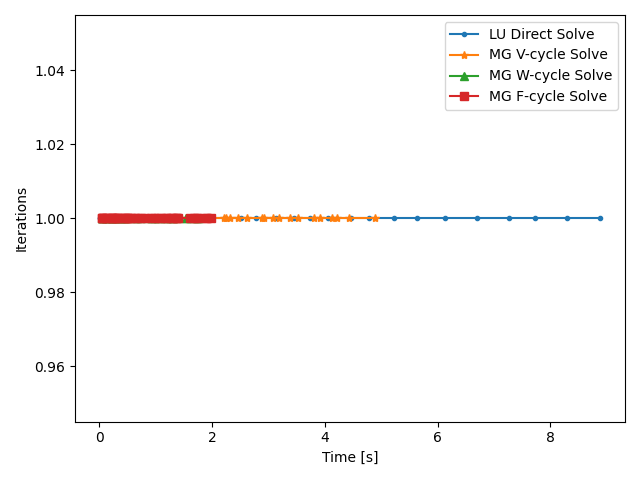 LU Direct Solve
MG V-cycle Solve
MG W-cycle Solve
MG F-cycle Solve
1.04
1.02
1.00
0.98
0.96
Iterations
0 2 4 6 8
Time [s]